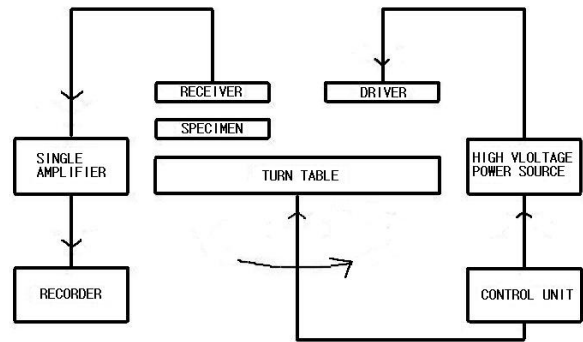 RECEIVER
DRIVER
SPECIMEN
SINGLE
AMPLIFIER
TURN TABLE
HIGH VLOLTAGE
POWER SOURCE
RECORDER
CONTROL UNIT